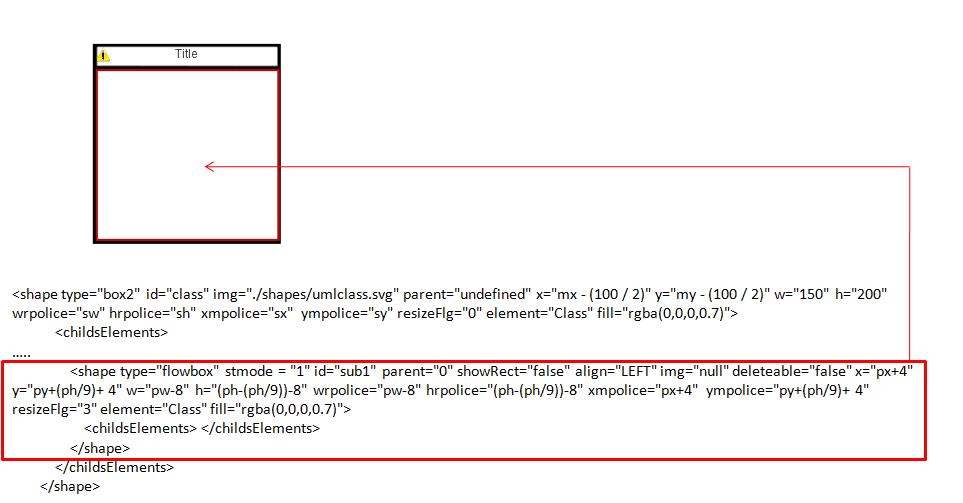 Title
<shape type="box2" id="class" img="./shapes/umlclass.svg" parent="undefined" x="mx - (100 / 2)" y="my - (100 / 2)" w="150" h="200"
wrpolice="sw" hrpolice="sh" xmpolice="sx" ympolice="sy" resizeFlg="0" element="Class" fill="rgba(0,0,0,0.7)">
<childsElements>
.....
<shape type="flowbox" stmode = "1" id="sub1" parent="0" showRect="false" align="LEFT" img="null" deleteable="false" x="px+4"
y="py+(ph/9)+ 4" w="pw-8" h="(ph-(ph/9))-8" wrpolice="pw-8" hrpolice="(ph-(ph/9))-8" xmpolice="px+4" ympolice="py+(ph/9)+ 4"
resizeFlg="3" element="Class" fill="rgba(0,0,0,0.7)">
<childsElements> </childsElements>
</shape>
</childsElements>
</shape>